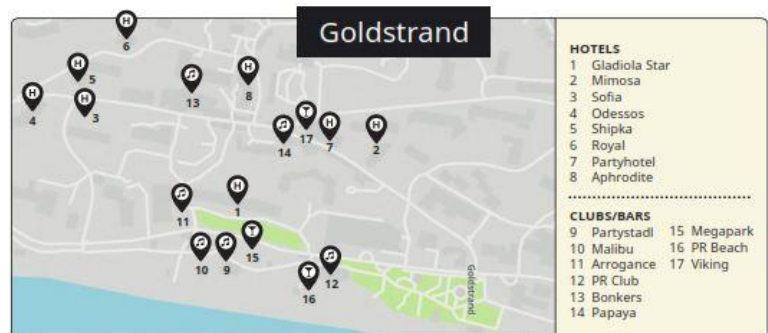 Goldstrand
H
6
H
5
13
H
8
H
4
H
3
17
14
H
7
H
2
11
H
1
10
9
15
12
16
Goldstrand
HOTELS
1 Gladiola Star
2 Mimosa
3 Sofia
4 Odessos
5 Shipka
6 Royal
7 Partyhotel
8 Aphrodite
CLUBS/BARS
9 Partystadl
10 Malibu
11 Arrogance
12 PR Club
13 Bonkers
14 Papaya
15 Megapark
16 PR Beach
17 Viking